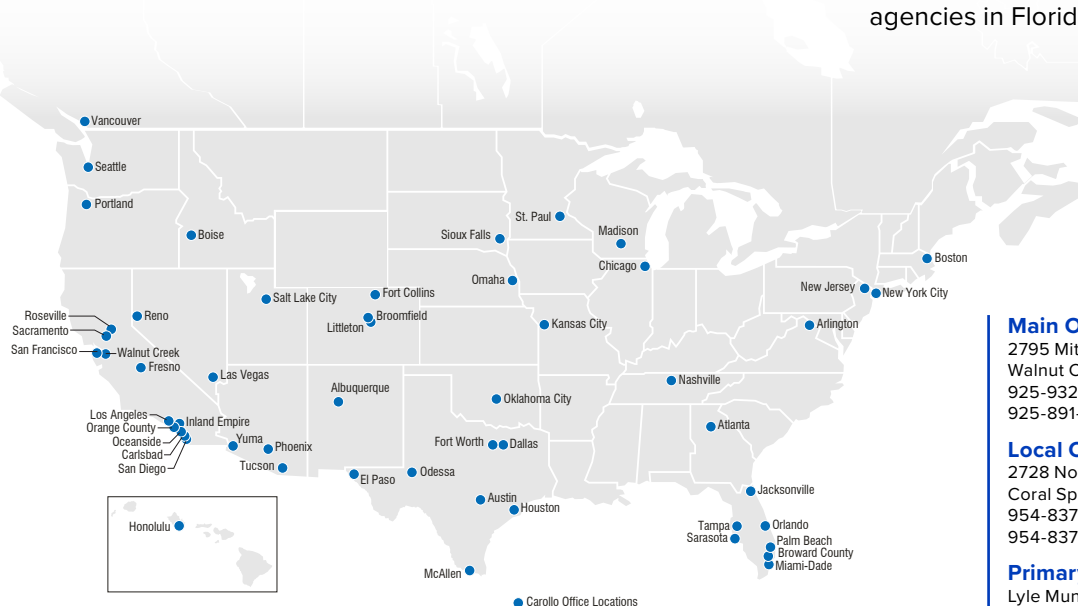 agencies in Florid
Vancouver
Seattle
Portland
Boise
St. Paul
Sioux Falls
Madison
Chicago
Boston
Omaha
New Jersey
New York City
Salt Lake City
Fort Collins
Broomfield
Littleton
Roseville
Reno
Sacramento
San Francisco
Walnut Creek
Fresno
Kansas City
Arlington
Las Vegas
Nashville
Albuquerque
Oklahoma City
Los Angeles
Inland Empire
Orange County
Oceanside
Carlsbad
San Diego
Yuma
Phoenix
Tucson
Fort Worth
Dallas
Atlanta
El Paso
Odessa
Austin
Houston
Jacksonville
Honolulu
Tampa
Orlando
Sarasota
Palm Beach
Broward County
Miami-Dade
McAllen
Carollo Office Locations
Main O
2795 Mit
Walnut C
925-932
925-891-
Local C
2728 No
Coral Sp
954-837
954-837
Primar
Lyle Mun